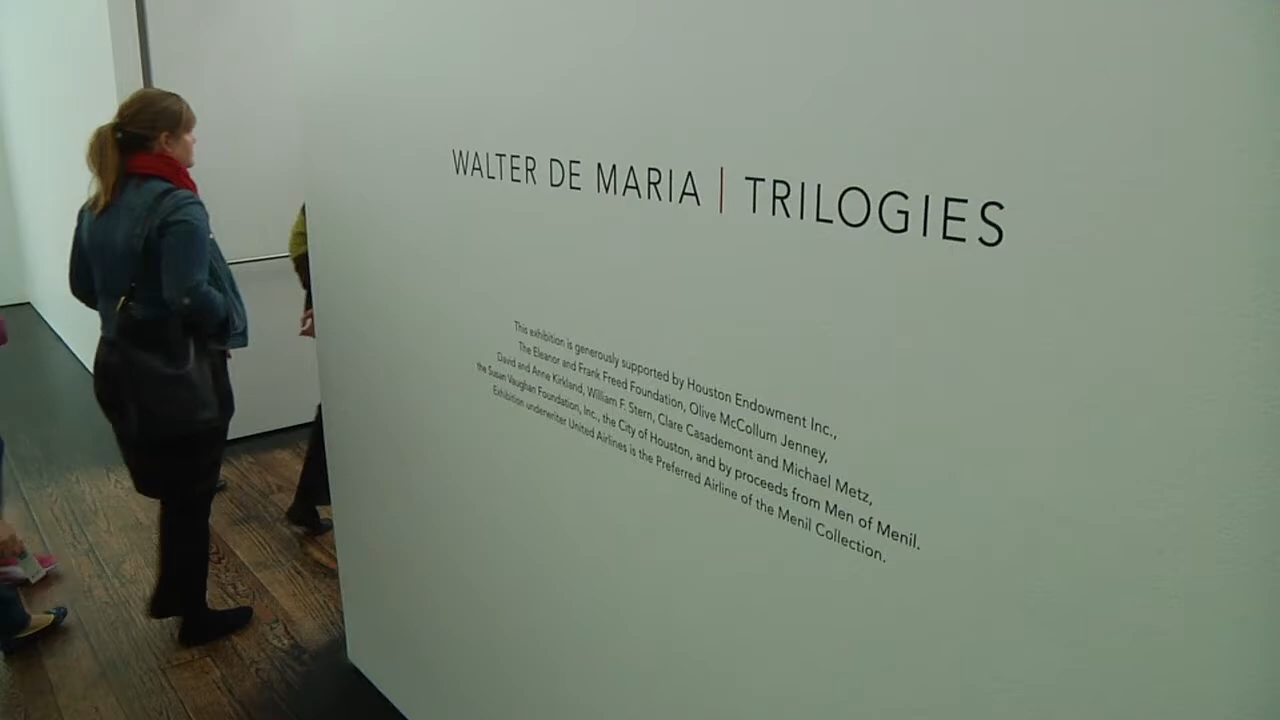 WALTER DE MARIA | TRILOGIES
This exhibition is generously supported by Houston Endowment Inc.,
The Eleanor and Frank Freed Foundation, Olive McCollum Jenney,
David and Anne Kirkland, William F. Stern, Clare Casademont and Michael Metz,
the Susan Vaughan Foundation, Inc., the City of Houston, and by proceeds from Men of Menil.
Exhibition underwriter United Airlines is the Preferred Airline of the Menil Collection.